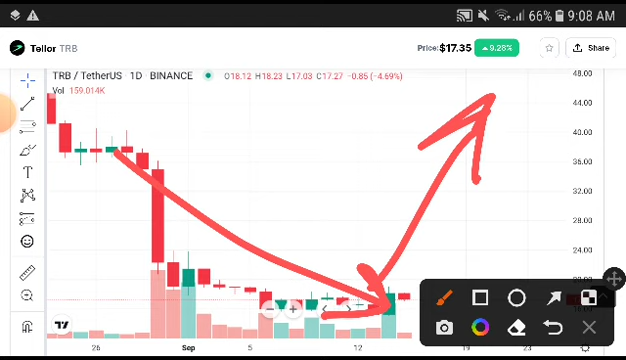 66% 9:08 AM
Tellor TRB
Price: $17.35 9.28% Share
TRB / TetherUS 1D BINANCE O18.12 H18.23 L17.03 C17.27 -0.85 (-4.69%)
Vol 159.014K
48.00
44.00
40.00
36.00
32.00
28.00
24.00
26 Sep 5 12 19 23